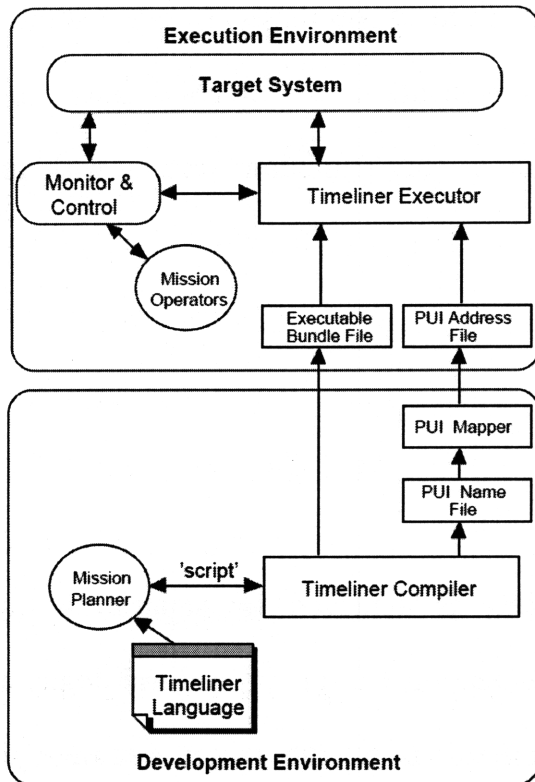 Execution Environment
Target System
Monitor &
Control
Timeliner Executor
Mission
Operators
Executable
Bundle File
PUI Address
File
PUI Mapper
PUI Name
File
'script'
Mission
Planner
Timeliner Compiler
Timeliner
Language
Development Environment